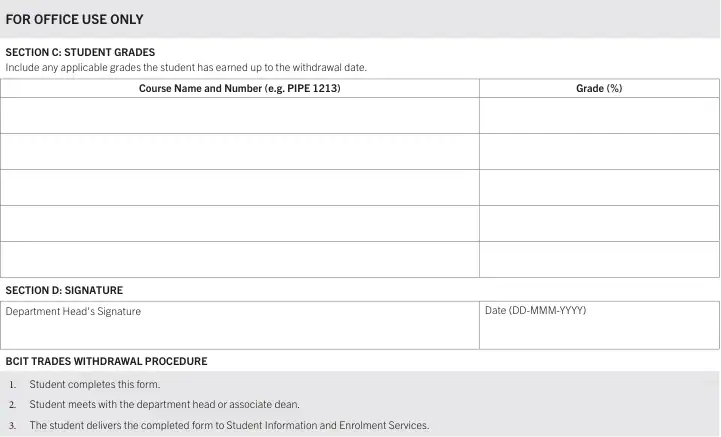 FOR OFFICE USE ONLY
SECTION C: STUDENT GRADES
Include any applicable grades the student has earned up to the withdrawal date.
Course Name and Number (e.g. PIPE 1213)
Grade (%)
SECTION D: SIGNATURE
Department Head's Signature
Date (DD-MMM-YYYY)
BCIT TRADES WITHDRAWAL PROCEDURE
1. Student completes this form.
2. Student meets with the department head or associate dean.
3. The student delivers the completed form to Student Information and Enrolment Services.